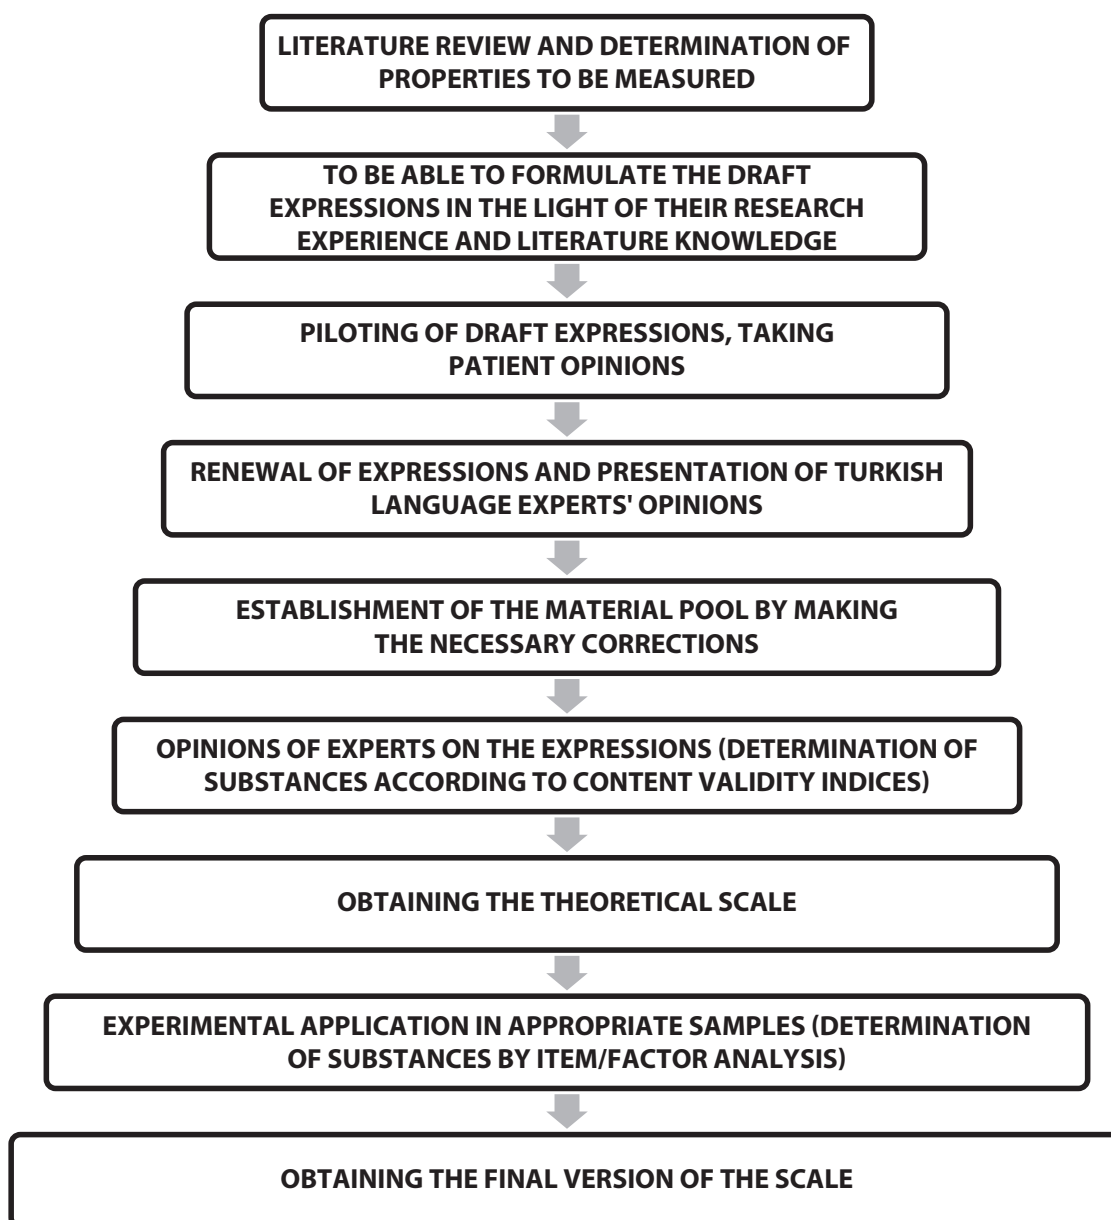 LITERATURE REVIEW AND DETERMINATION OF
PROPERTIES TO BE MEASURED
TO BE ABLE TO FORMULATE THE DRAFT
EXPRESSIONS IN THE LIGHT OF THEIR RESEARCH
EXPERIENCE AND LITERATURE KNOWLEDGE
PILOTING OF DRAFT EXPRESSIONS, TAKING
PATIENT OPINIONS
RENEWAL OF EXPRESSIONS AND PRESENTATION OF TURKISH
LANGUAGE EXPERTS' OPINIONS
ESTABLISHMENT OF THE MATERIAL POOL BY MAKING
THE NECESSARY CORRECTIONS
OPINIONS OF EXPERTS ON THE EXPRESSIONS (DETERMINATION OF
SUBSTANCES ACCORDING TO CONTENT VALIDITY INDICES)
OBTAINING THE THEORETICAL SCALE
EXPERIMENTAL APPLICATION IN APPROPRIATE SAMPLES (DETERMINATION
OF SUBSTANCES BY ITEM/FACTOR ANALYSIS)
OBTAINING THE FINAL VERSION OF THE SCALE